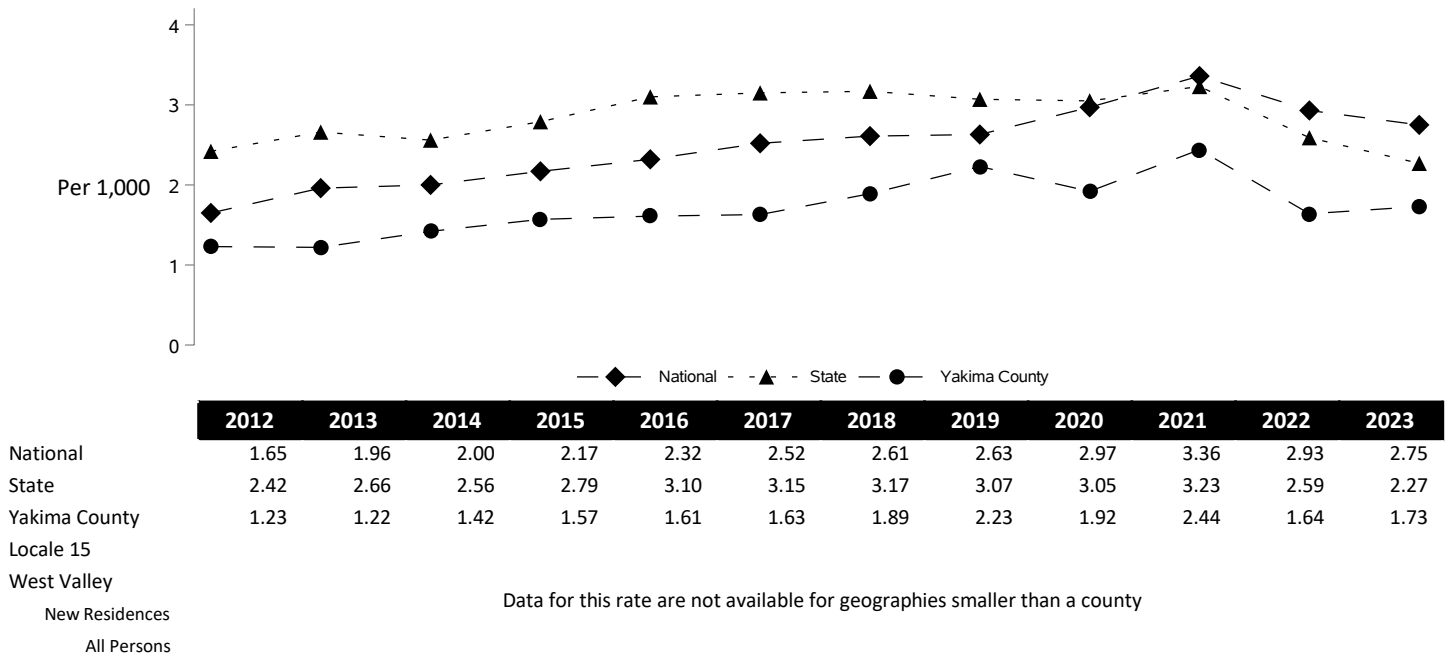 4
3
Per 1,000
2
1
0
National State Yakima County
2012 2013 2014 2015 2016 2017 2018 2019 2020 2021 2022 2023
National 1.65 1.96 2.00 2.17 2.32 2.52 2.61 2.63 2.97 3.36 2.93 2.75
State 2.42 2.66 2.56 2.79 3.10 3.15 3.17 3.07 3.05 3.23 2.59 2.27
Yakima County 1.23 1.22 1.42 1.57 1.61 1.63 1.89 2.23 1.92 2.44 1.64 1.73
Locale 15
West Valley
Data for this rate are not available for geographies smaller than a county
New Residences
All Persons